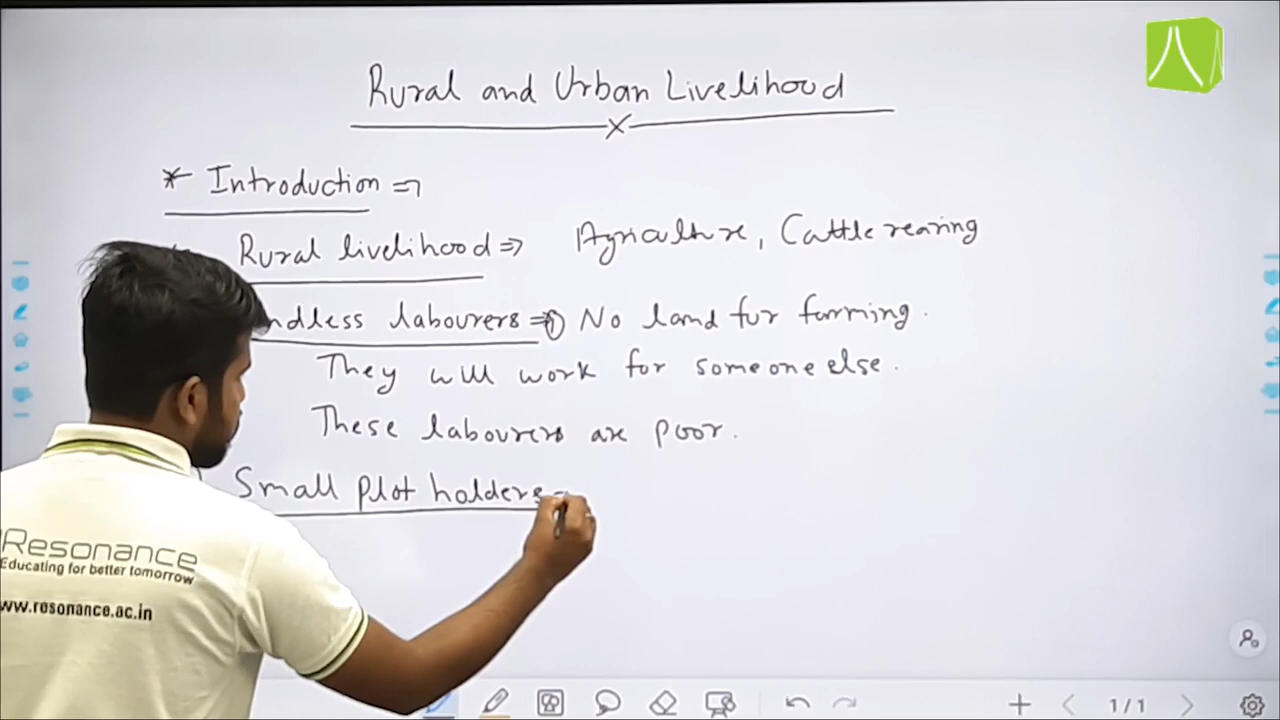 Rural and Urban Livelihood
* Introduction ⇒
Rural livelihood ⇒ Agriculture, Cattle rearing
ndless labourers ⇒ ① No land for farming.
They will work for someone else.
These labourers are poor.
Small plot holders
Resonance
Educating for better tomorrow
www.resonance.ac.in
1/1